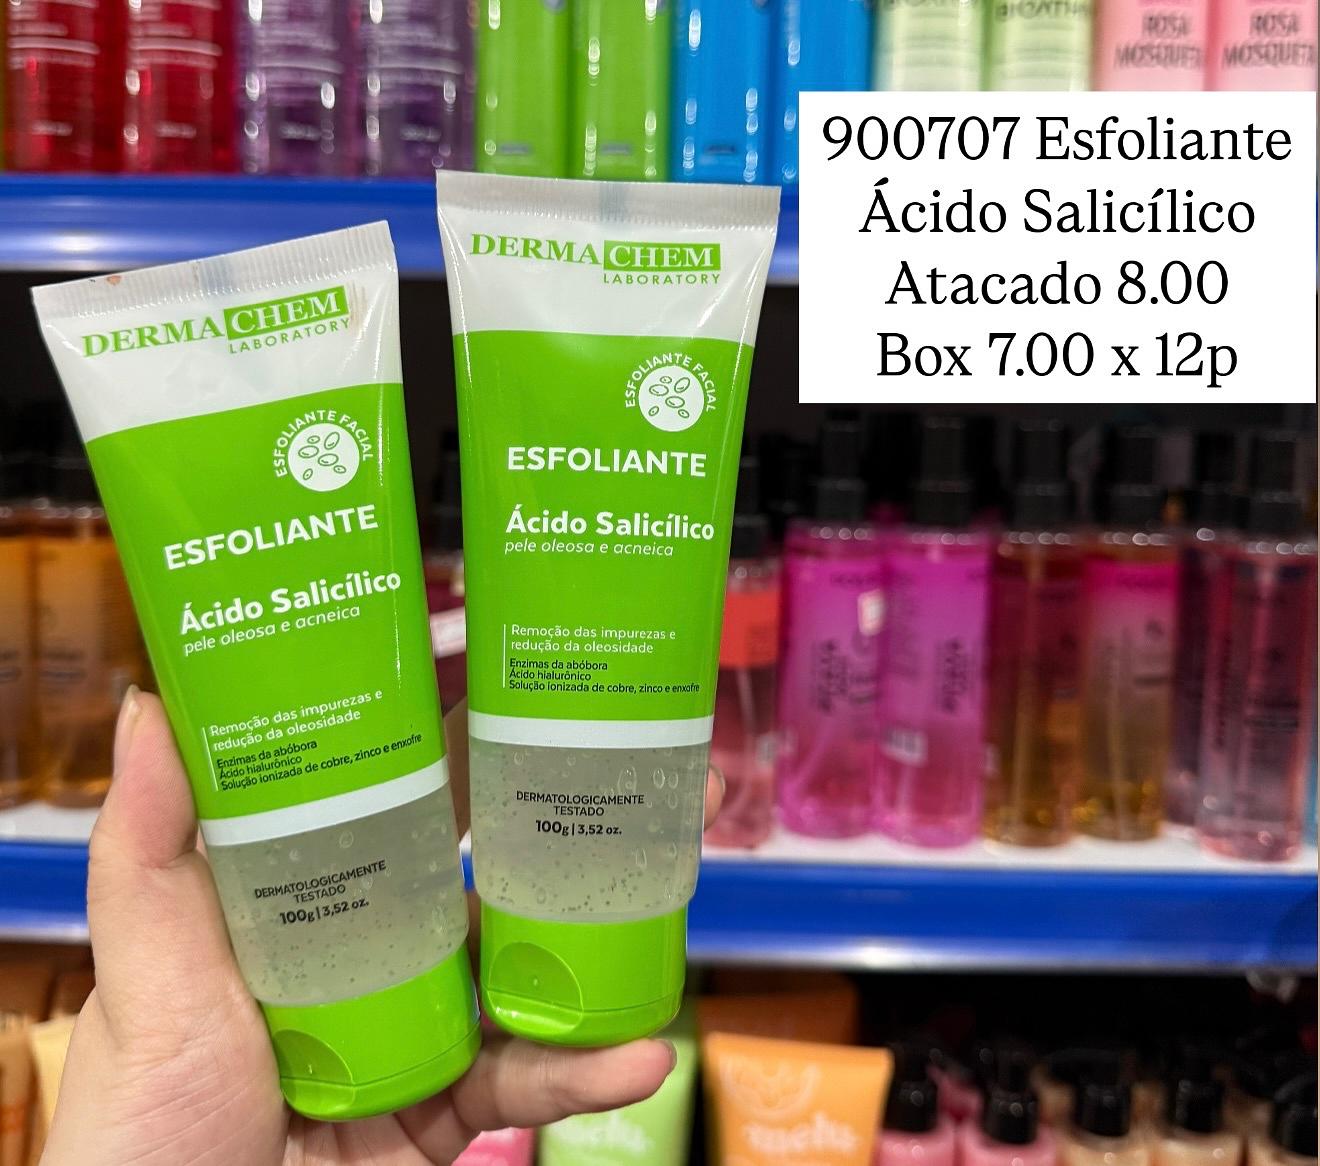 900707 Esfoliante
Ácido Salicílico
Atacado 8.00
Box 7.00 x 12p
ROSA
MOSQUETA
ROSA
MOSQUETA
DERMACHEM
LABORATORY
ESFOLIANTE FACIAL
ESFOLIANTE
Ácido Salicílico
pele oleosa e acneica
Remoção das impurezas e
redução da oleosidade
Enzimas da abóbora
Ácido hialurônico
Solução ionizada de cobre, zinco e enxofre
DERMATOLOGICAMENTE
TESTADO
100g | 3,52 oz.
DERMACHEM
LABORATORY
ESFOLIANTE FACIAL
ESFOLIANTE
Ácido Salicílico
pele oleosa e acneica
Remoção das impurezas e
redução da oleosidade
Enzimas da abóbora
Ácido hialurônico
Solução ionizada de cobre, zinco e enxofre
DERMATOLOGICAMENTE
TESTADO
100g | 3,52 oz.